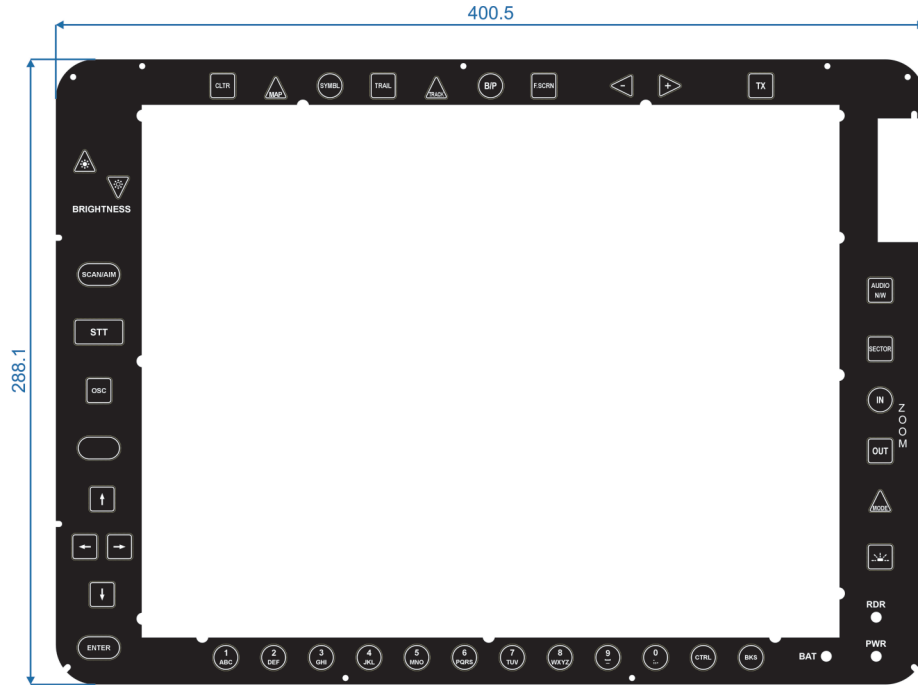 400.5
288.1
CLTR
MAP
SYMBL
TRAIL
TRACK
B/P
F.SCRN
-
+
TX
BRIGHTNESS
SCAN/AIM
STT
OSC
ENTER
AUDIO
N/W
SECTOR
IN
OUT
ZOOM
MODE
RDR
PWR
BAT
1
ABC
2
DEF
3
GHI
4
JKL
5
MNO
6
PQRS
7
TUV
8
WXYZ
9
0
CTRL
BKS